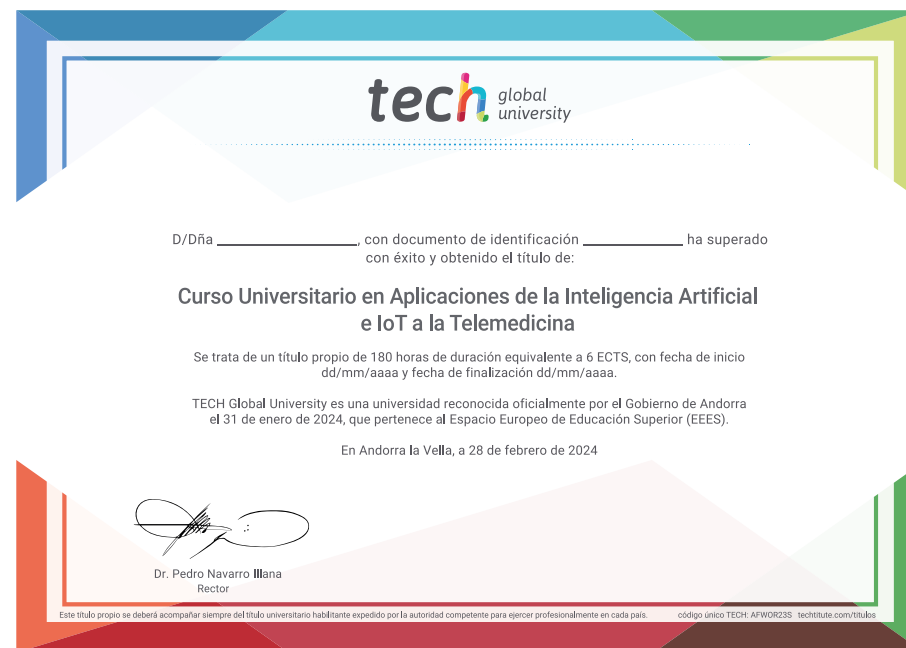 tech global
university
D/Dña ______________, con documento de identificación __________ ha superado
con éxito y obtenido el título de:
Curso Universitario en Aplicaciones de la Inteligencia Artificial
e IoT a la Telemedicina
Se trata de un título propio de 180 horas de duración equivalente a 6 ECTS, con fecha de inicio
dd/mm/aaaa y fecha de finalización dd/mm/aaaa.
TECH Global University es una universidad reconocida oficialmente por el Gobierno de Andorra
el 31 de enero de 2024, que pertenece al Espacio Europeo de Educación Superior (EEES).
En Andorra la Vella, a 28 de febrero de 2024
Dr. Pedro Navarro Illana
Rector
Este título propio se deberá acompañar siempre del título universitario habilitante expedido por la autoridad competente para ejercer profesionalmente en cada país. código único TECH: AFWOR23S techtitute.com/titulos